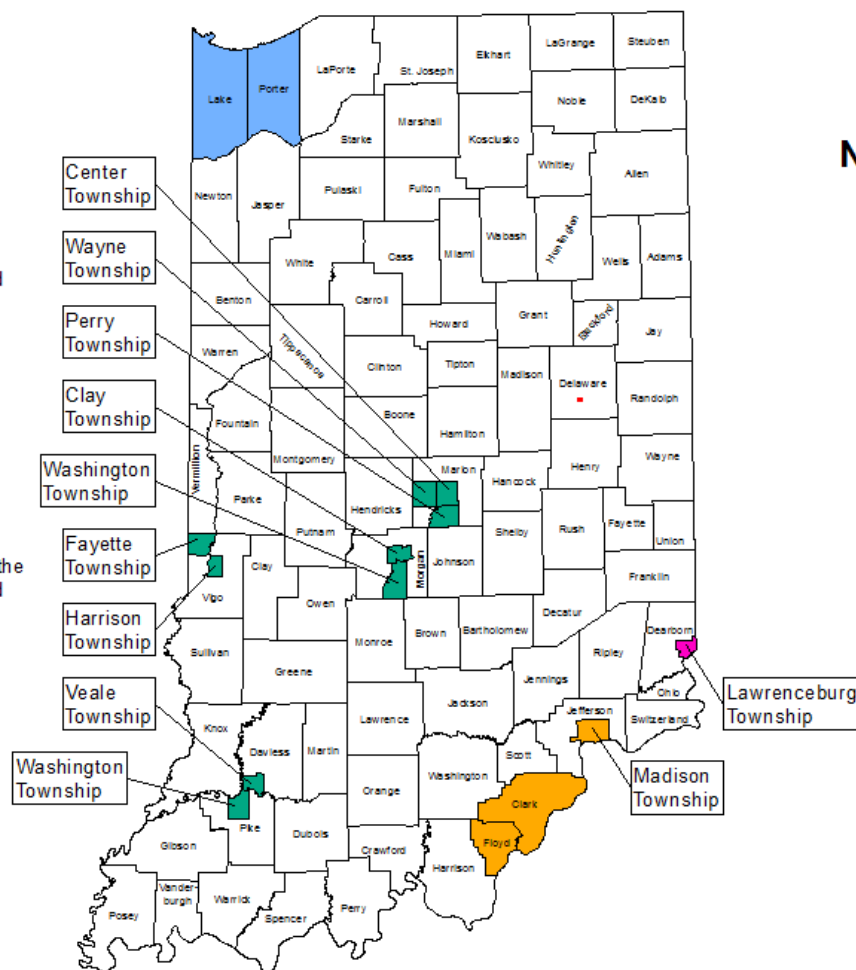 Elkhart
LaGrange
Steuben
LaPorte
St. Joseph
Lake
Porter
Noble
DeKalb
Marshall
Starke
Kosciusko
N
Center
Township
Whitley
Allen
Newton
Jasper
Pulaski
Fulton
Wayne
Township
White
Cass
Miami
Wabash
Huntington
Wells
Adams
Benton
Carroll
Grant
Blackford
Jay
Howard
Perry
Township
Warren
Tippecanoe
Clinton
Tipton
Madison
Delaware
Randolph
Clay
Township
Fountain
Boone
Hamilton
Montgomery
Vermillion
Marion
Hancock
Henry
Wayne
Washington
Township
Parke
Putnam
Hendricks
Shelby
Rush
Fayette
Union
Fayette
Township
the
Vigo
Clay
Morgan
Johnson
Franklin
Owen
Decatur
Harrison
Township
Sullivan
Greene
Monroe
Brown
Bartholomew
Dearborn
Ripley
Jennings
Ohio
Lawrenceburg
Township
Veale
Township
Knox
Daviess
Martin
Lawrence
Jackson
Jefferson
Switzerland
Scott
Washington
Township
Orange
Washington
Clark
Madison
Township
Pike
Dubois
Gibson
Crawford
Floyd
Harrison
Posey
Vander-
burgh
Warrick
Spencer
Perry